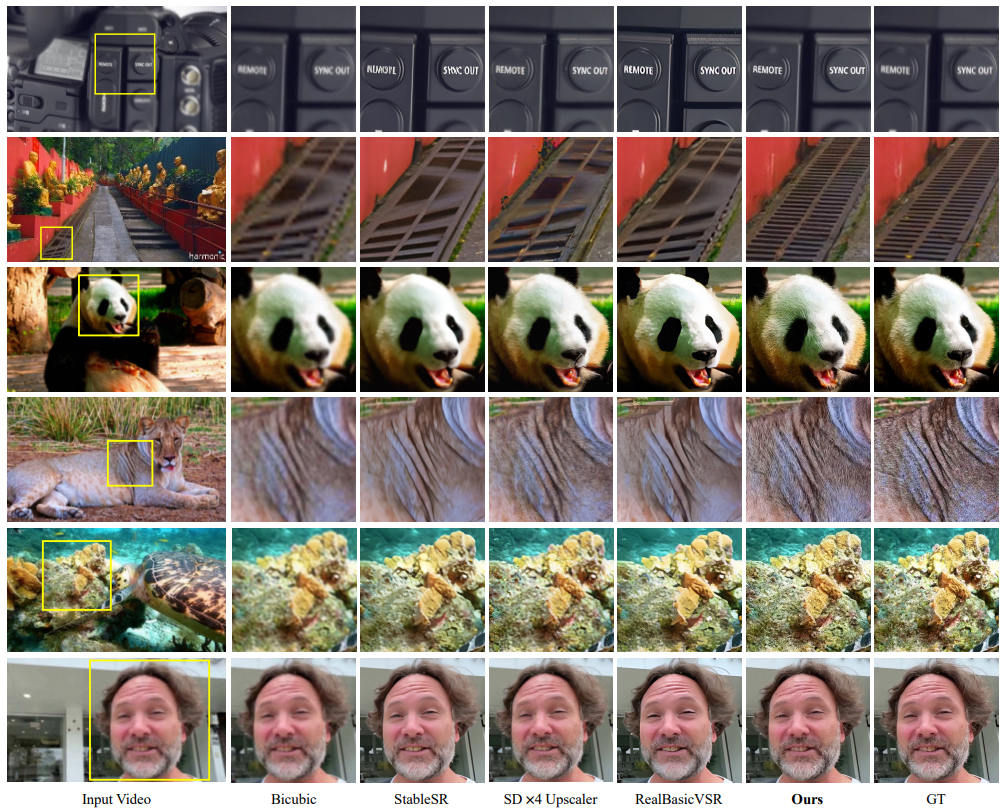 REMOTE SYNC OUT
REMOTE SYNC OUT
SYNC OUT
REMOTE SYNC OUT
REMOTE SYNC OUT
REMOTE SYNC OUT
REMOTE SYNC OUT
harmonic
Input Video Bicubic StableSR SD ×4 Upscaler RealBasicVSR Ours GT